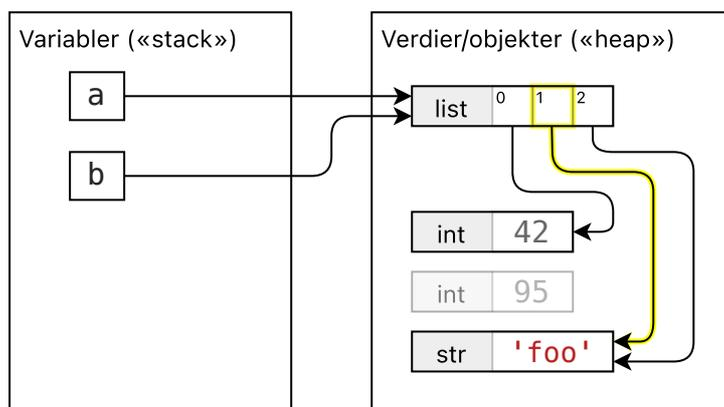 Variabler («stack»)
Verdier/objekter («heap»)
a
list 0 1 2
b
int 42
int 95
str 'foo'